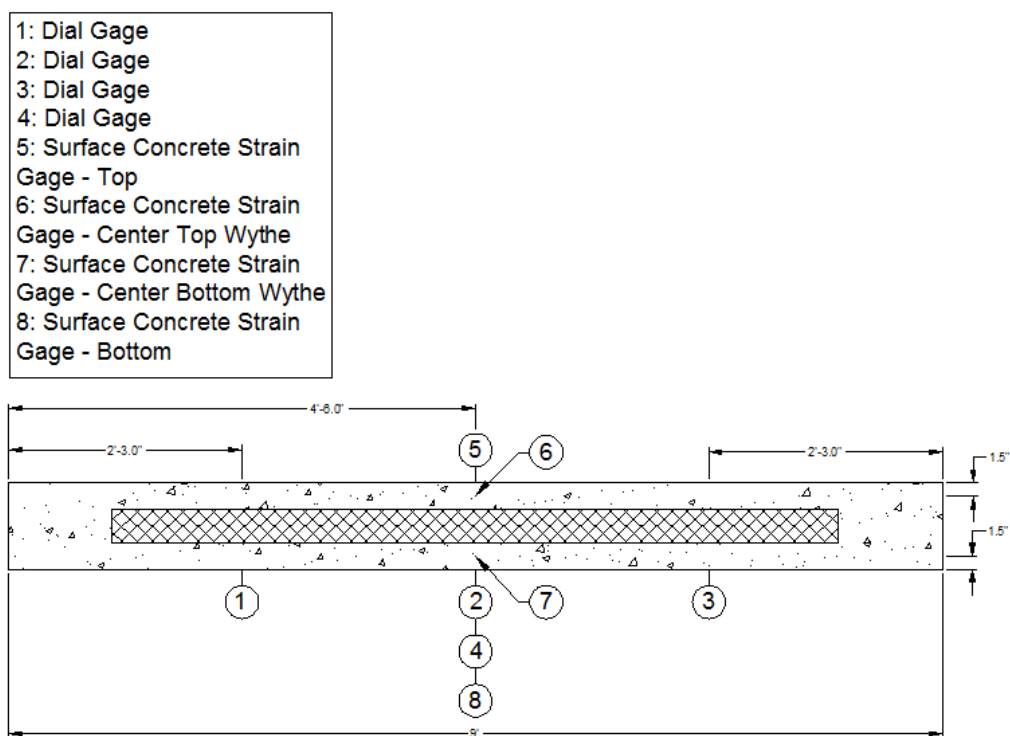 1: Dial Gage
2: Dial Gage
3: Dial Gage
4: Dial Gage
5: Surface Concrete Strain
Gage - Top
6: Surface Concrete Strain
Gage - Center Top Wythe
7: Surface Concrete Strain
Gage - Center Bottom Wythe
8: Surface Concrete Strain
Gage - Bottom
4'-6.0"
2'-3.0"
5
6
2'-3.0"
1.5"
1.5"
1
2
7
3
4
8
9'